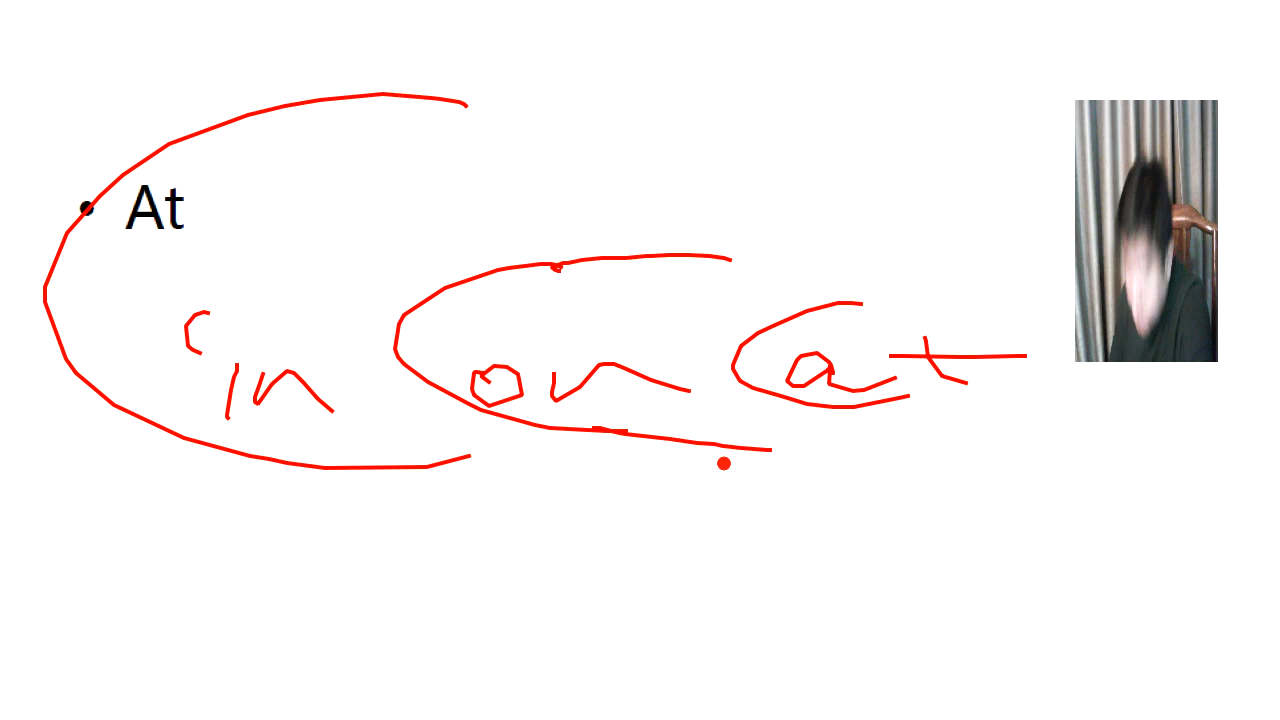 • At
in on at